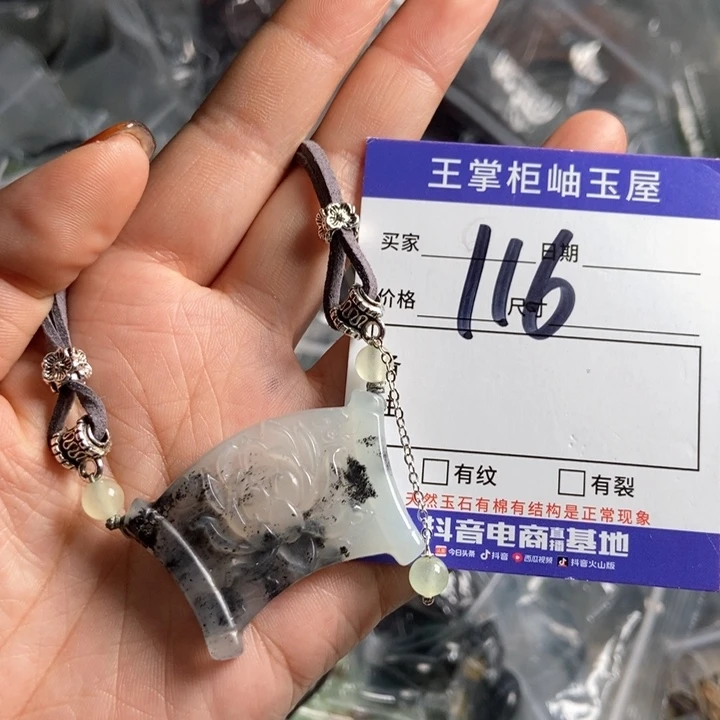 王掌柜岫玉屋
买家 日期
116
价格 尺寸
有纹 有裂
天然玉石有棉有结构是正常现象
抖音电商直播基地
今日头条 抖音 西瓜视频 抖音火山版